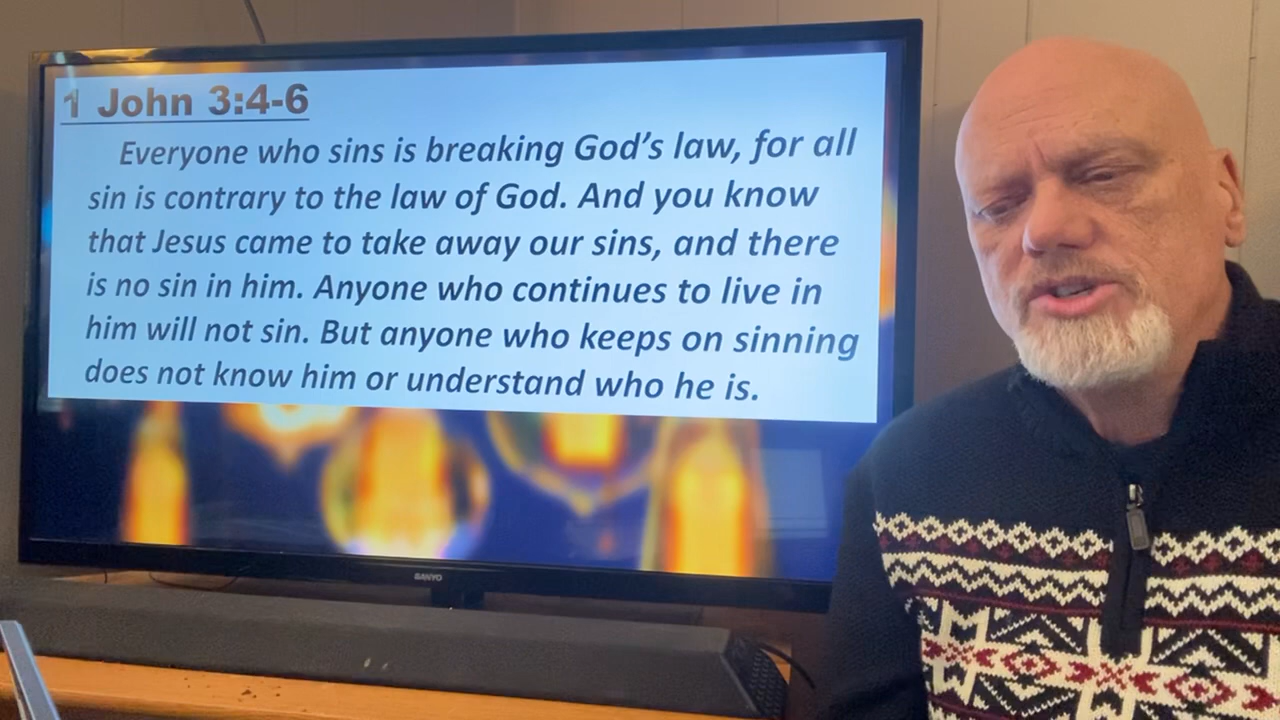 1 John 3:4-6
Everyone who sins is breaking God's law, for all
sin is contrary to the law of God. And you know
that Jesus came to take away our sins, and there
is no sin in him. Anyone who continues to live in
him will not sin. But anyone who keeps on sinning
does not know him or understand who he is.
SANYO